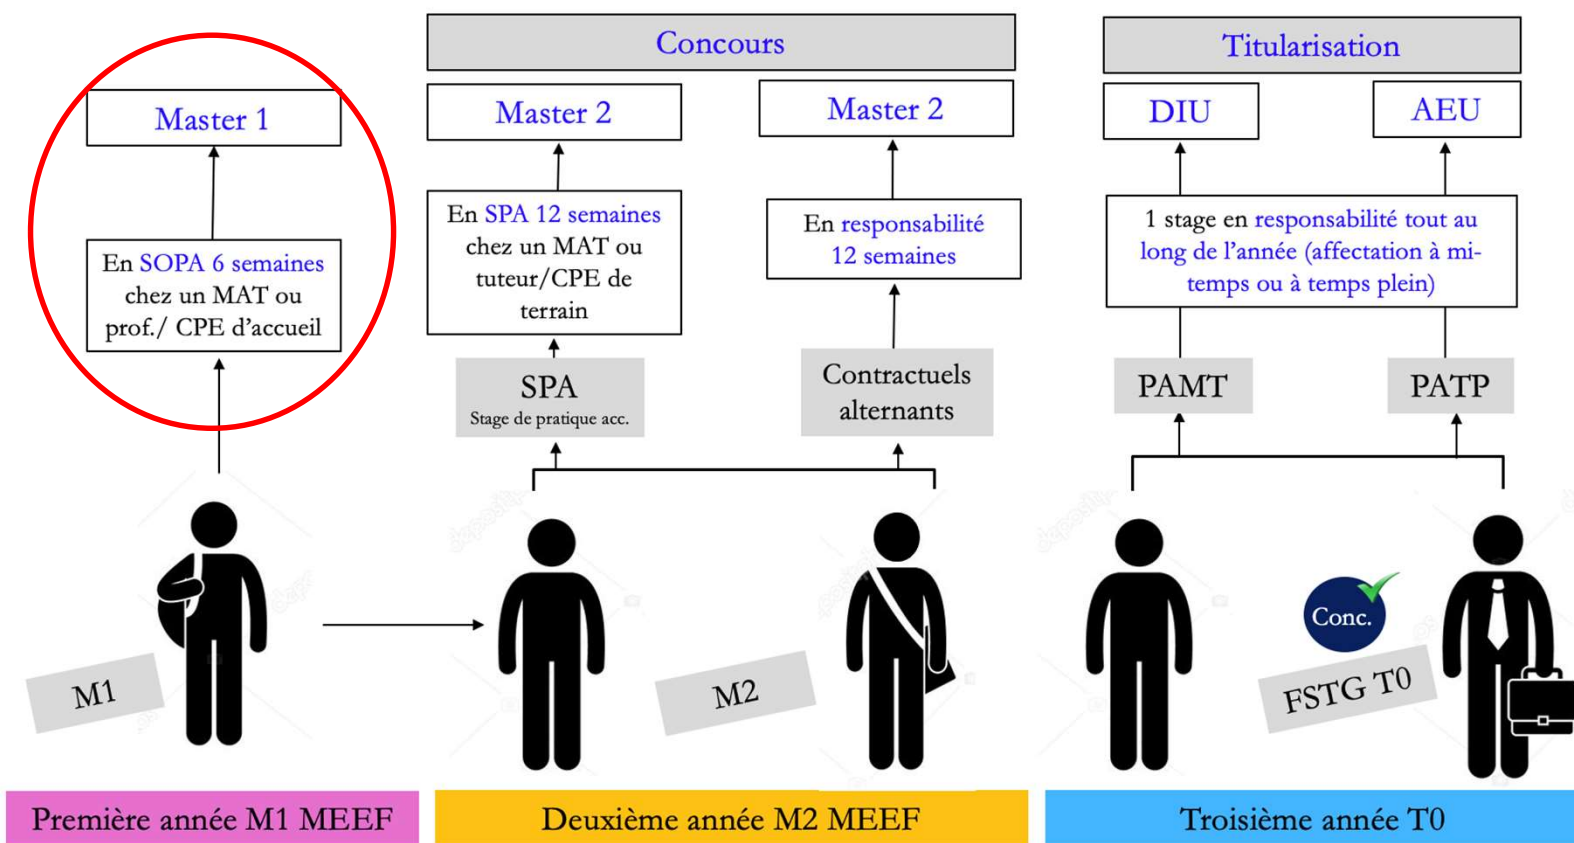 Concours
Titularisation
Master 1
Master 2
Master 2
DIU
AEU
En SOPA 6 semaines
chez un MAT ou
prof./ CPE d’accueil
En SPA 12 semaines
chez un MAT ou
tuteur/CPE de
terrain
En responsabilité
12 semaines
1 stage en responsabilité tout au
long de l’année (affectation à mi-
temps ou à temps plein)
SPA
Stage de pratique acc.
Contractuels
alternants
PAMT
PATP
Conc.
M1
M2
FSTG T0
Première année M1 MEEF
Deuxième année M2 MEEF
Troisième année T0